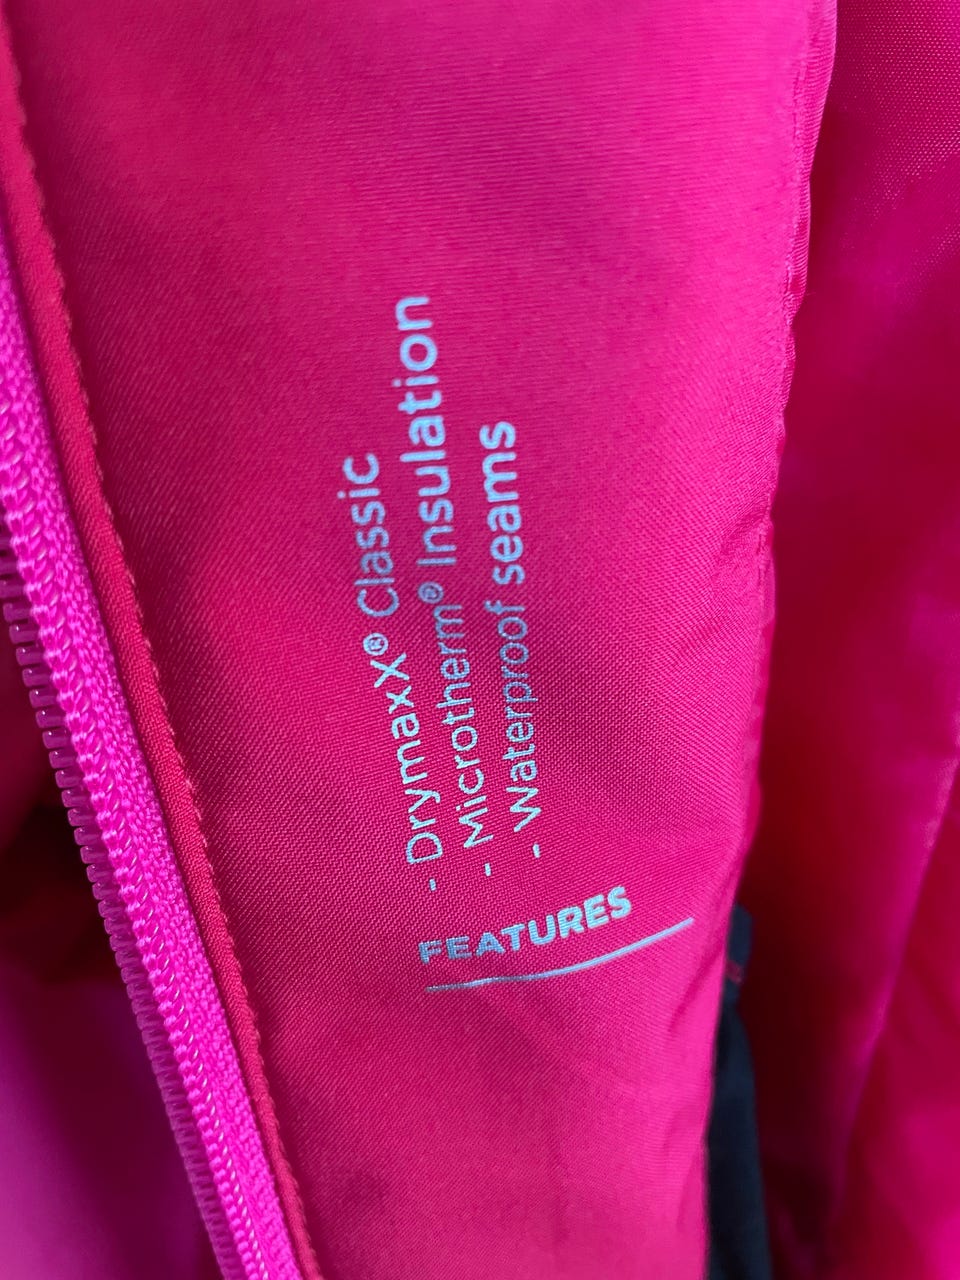 - DrymaxX® Classic
- Microtherm® Insulation
- Waterproof seams
FEATURES